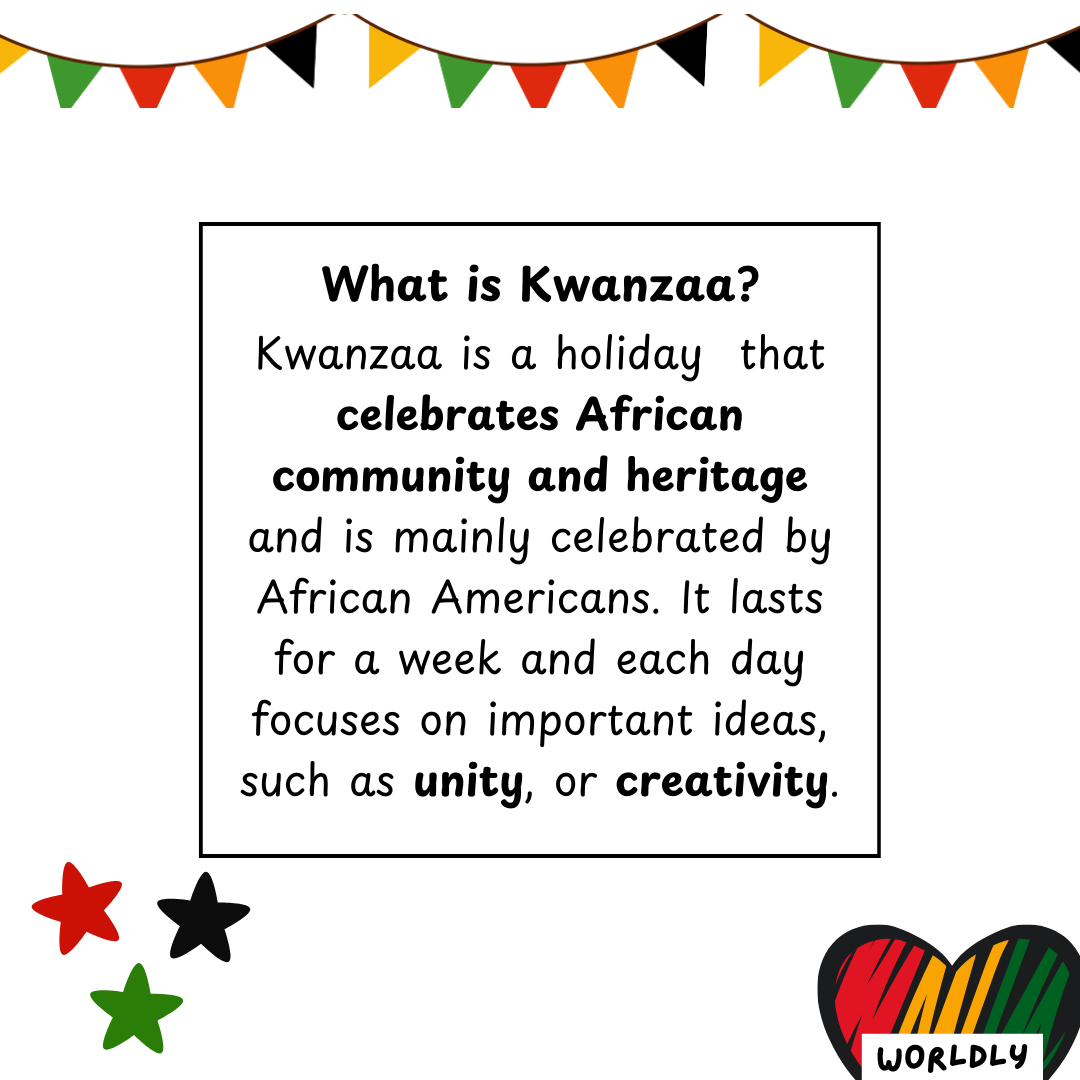 What is Kwanzaa?
Kwanzaa is a holiday  that
celebrates African
community and heritage
and is mainly celebrated by
African Americans. It lasts
for a week and each day
focuses on important ideas,
such as unity, or creativity.
WORLDLY